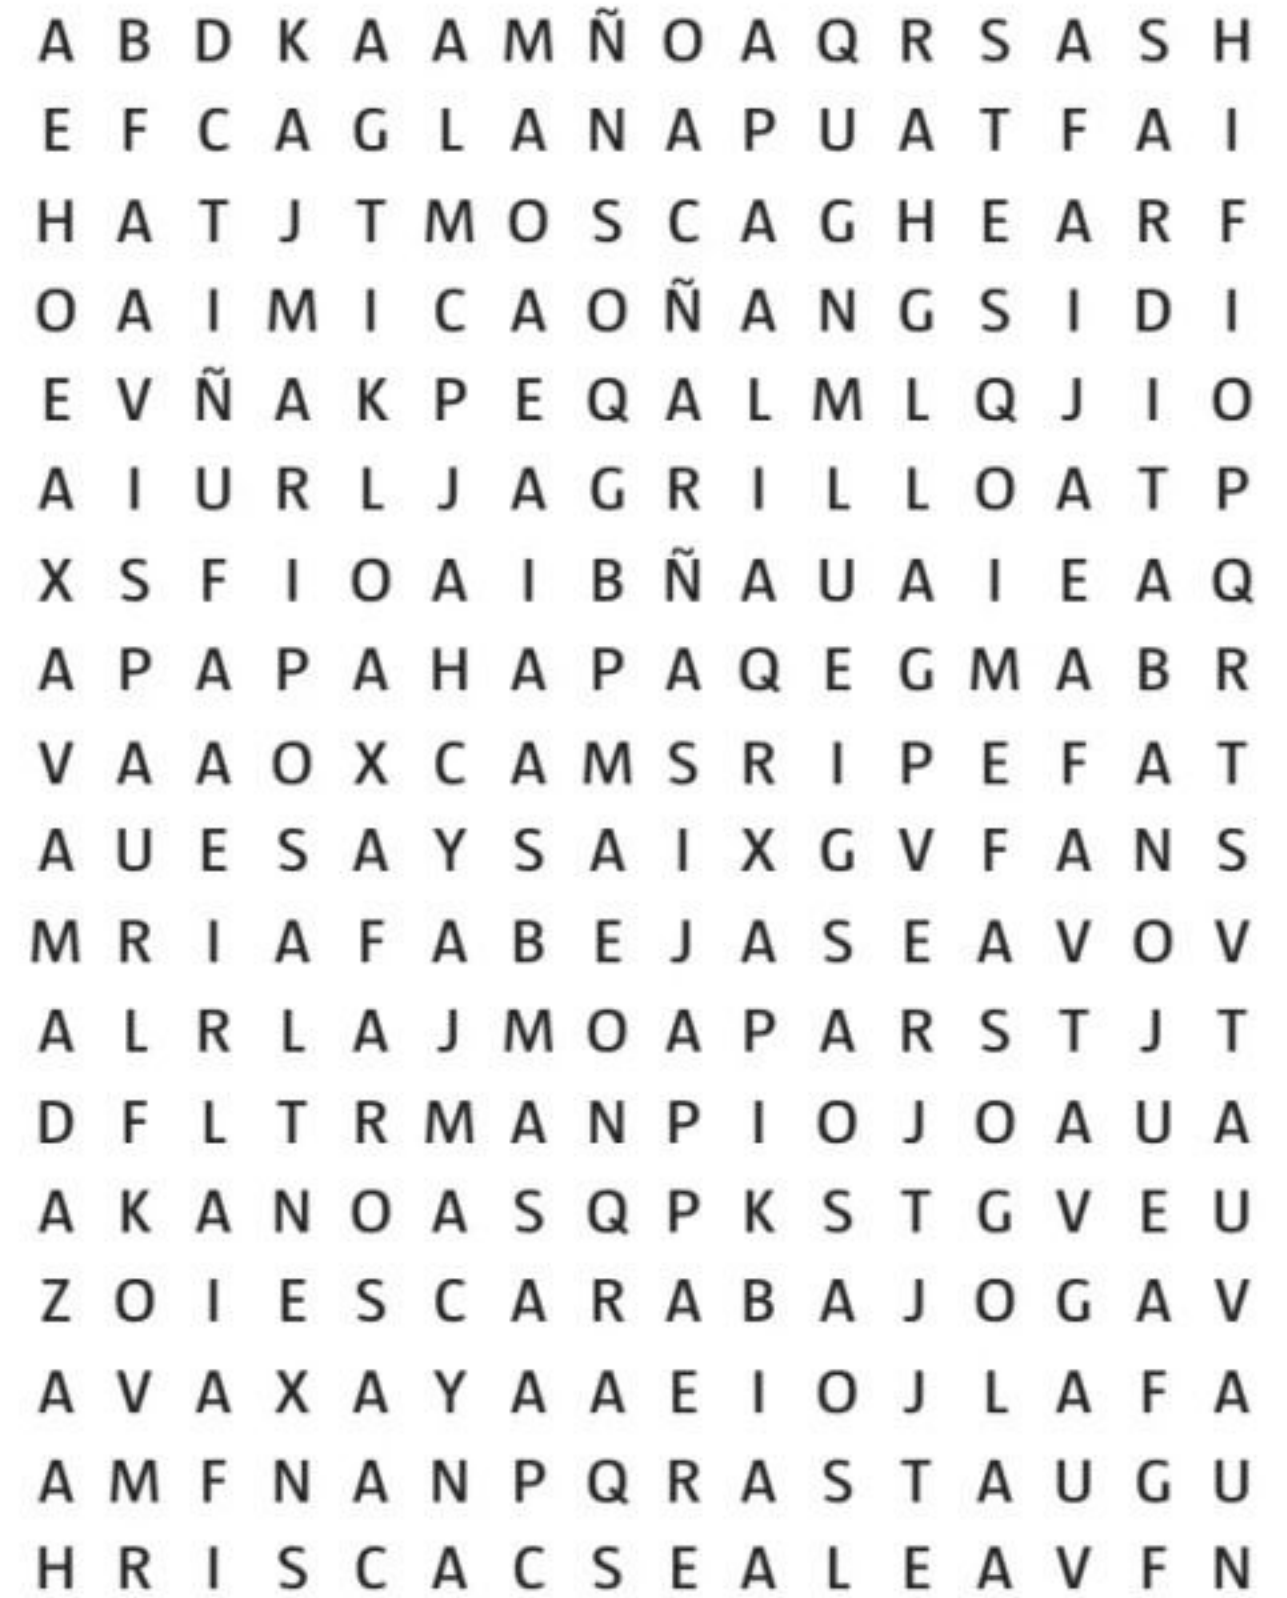 A B D K A A M Ñ O A Q R S A S H
E F C A G L A N A P U A T F A I
H A T J T M O S C A G H E A R F
O A I M I C A O Ñ A N G S I D I
E V Ñ A K P E Q A L M L Q J I O
A I U R L J A G R I L L O A T P
X S F I O A I B Ñ A U A I E A Q
A P A P A H A P A Q E G M A B R
V A A O X C A M S R I P E F A T
A U E S A Y S A I X G V F A N S
M R I A F A B E J A S E A V O V
A L R L A J M O A P A R S T J T
D F L T R M A N P I O J O A U A
A K A N O A S Q P K S T G V E U
Z O I E S C A R A B A J O G A V
A V A X A Y A A E I O J L A F A
A M F N A N P Q R A S T A U G U
H R I S C A C S E A L E A V F N